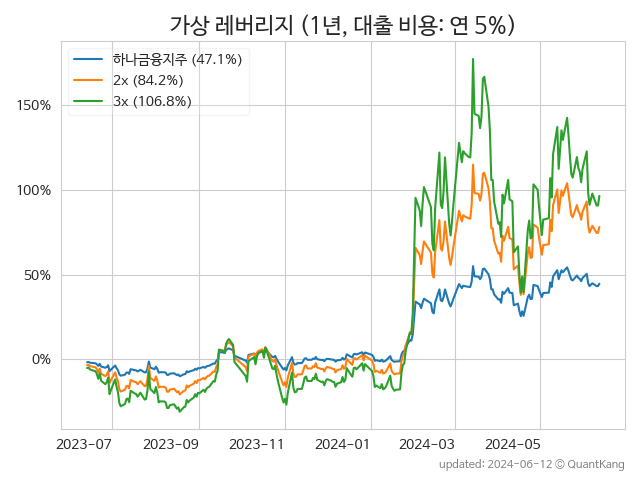 가상 레버리지 (1년, 대출 비용: 연 5%)
하나금융지주 (47.1%)
2x (84.2%)
3x (106.8%)
150%
100%
50%
0%
2023-07 2023-09 2023-11 2024-01 2024-03 2024-05
updated: 2024-06-12 © QuantKang